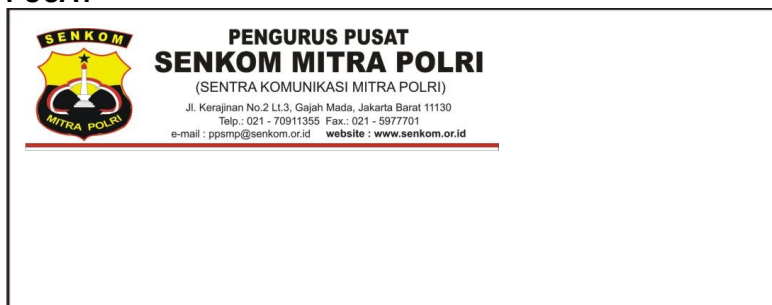 PUSAT
SENKOM
MITRA POLRI
PENGURUS PUSAT
SENKOM MITRA POLRI
(SENTRA KOMUNIKASI MITRA POLRI)
Jl. Kerajinan No.2 Lt.3, Gajah Mada, Jakarta Barat 11130
Telp.: 021 - 70911355 Fax.: 021 - 5977701
e-mail : ppsmp@senkom.or.id website : www.senkom.or.id